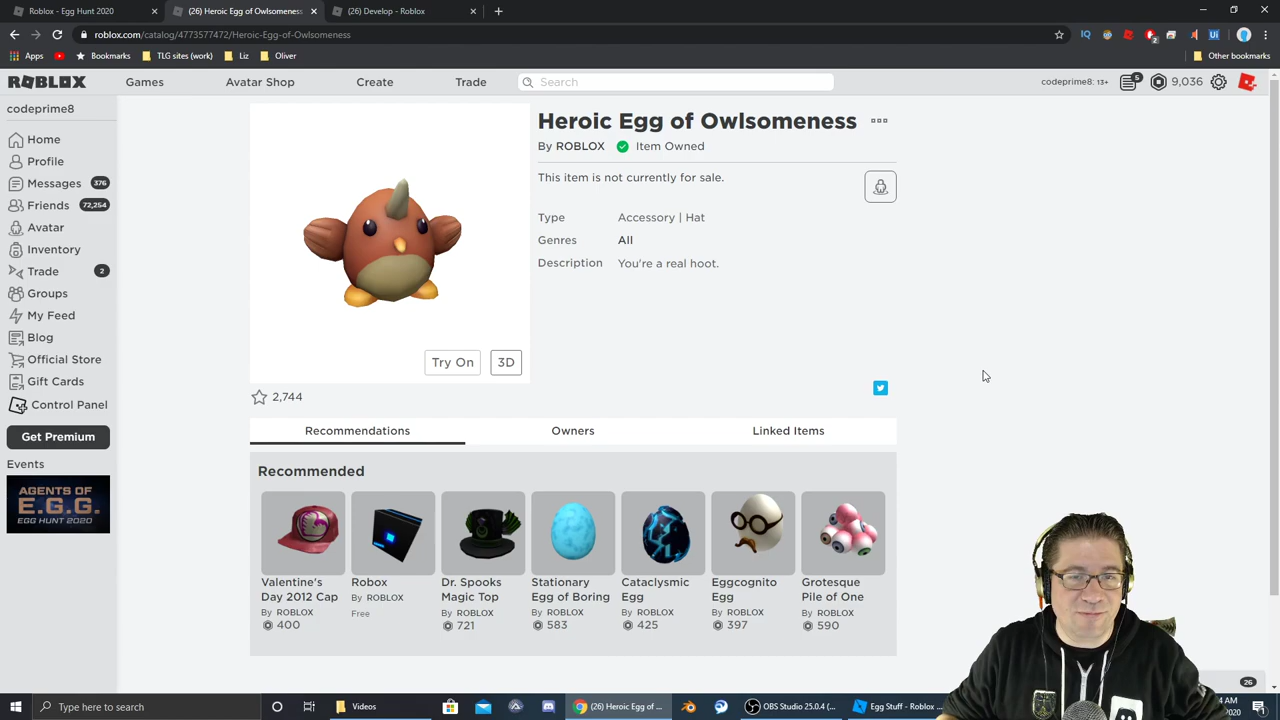 Roblox - Egg Hunt 2020
(26) Heroic Egg of Owlsomeness
(26) Develop - Roblox
roblox.com/catalog/4773577472/Heroic-Egg-of-Owlsomeness
Apps
Bookmarks
TLG sites (work)
Liz
Oliver
Other bookmarks
ROBLOX
Games
Avatar Shop
Create
Trade
Search
codeprime8: 13+
5
9,036
codeprime8
Home
Profile
Messages 376
Friends 72,254
Avatar
Inventory
Trade 2
Groups
My Feed
Blog
Official Store
Gift Cards
Control Panel
Get Premium
Events
AGENTS OF
E.G.G.
EGG HUNT 2020
Heroic Egg of Owlsomeness
By ROBLOX Item Owned
This item is not currently for sale.
Type Accessory | Hat
Genres All
Description You're a real hoot.
Try On
3D
2,744
Recommendations
Owners
Linked Items
Recommended
Valentine's
Day 2012 Cap
By ROBLOX
400
Robox
By ROBLOX
Free
Dr. Spooks
Magic Top
By ROBLOX
721
Stationary
Egg of Boring
By ROBLOX
583
Cataclysmic
Egg
By ROBLOX
425
Eggcognito
Egg
By ROBLOX
397
Grotesque
Pile of One
By ROBLOX
590
26
Type here to search
Videos
(26) Heroic Egg of ...
OBS Studio 25.0.4 (...
Egg Stuff - Roblox ...